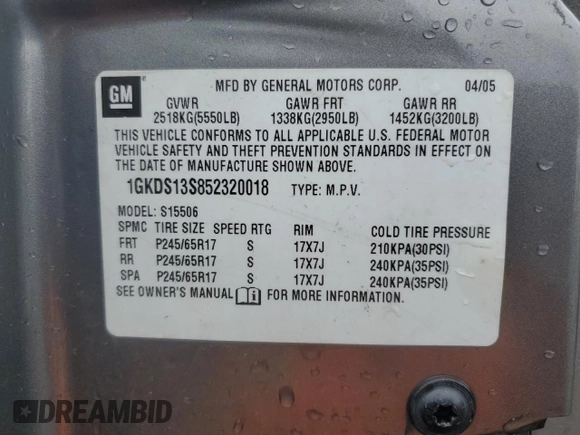 GM
MFD BY GENERAL MOTORS CORP. 04/05
GVWR GAWR FRT GAWR RR
2518KG(5550LB) 1338KG(2950LB) 1452KG(3200LB)
THIS VEHICLE CONFORMS TO ALL APPLICABLE U.S. FEDERAL MOTOR
VEHICLE SAFETY AND THEFT PREVENTION STANDARDS IN EFFECT ON
THE DATE OF MANUFACTURE SHOWN ABOVE.
1GKDS13S852320018 TYPE: M.P.V.
MODEL: S15506
SPMC TIRE SIZE SPEED RTG RIM COLD TIRE PRESSURE
FRT P245/65R17 S 17X7J 210KPA(30PSI)
RR P245/65R17 S 17X7J 240KPA(35PSI)
SPA P245/65R17 S 17X7J 240KPA(35PSI)
SEE OWNER'S MANUAL FOR MORE INFORMATION.
DREAMBID